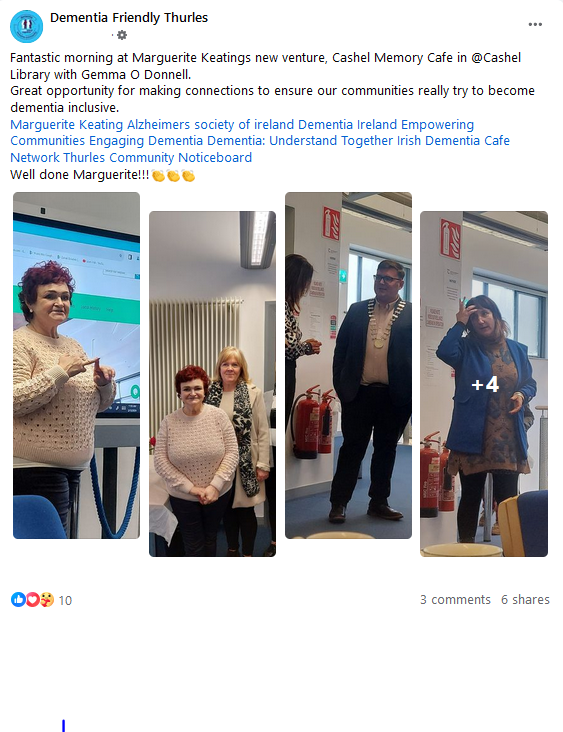 Dementia Friendly Thurles
Fantastic morning at Marguerite Keatings new venture, Cashel Memory Cafe in @Cashel
Library with Gemma O Donnell.
Great opportunity for making connections to ensure our communities really try to become
dementia inclusive.
Marguerite Keating Alzheimers society of ireland Dementia Ireland Empowering
Communities Engaging Dementia Dementia: Understand Together Irish Dementia Cafe
Network Thurles Community Noticeboard
Well done Marguerite!!!👏👏👏
+4
10
3 comments 6 shares